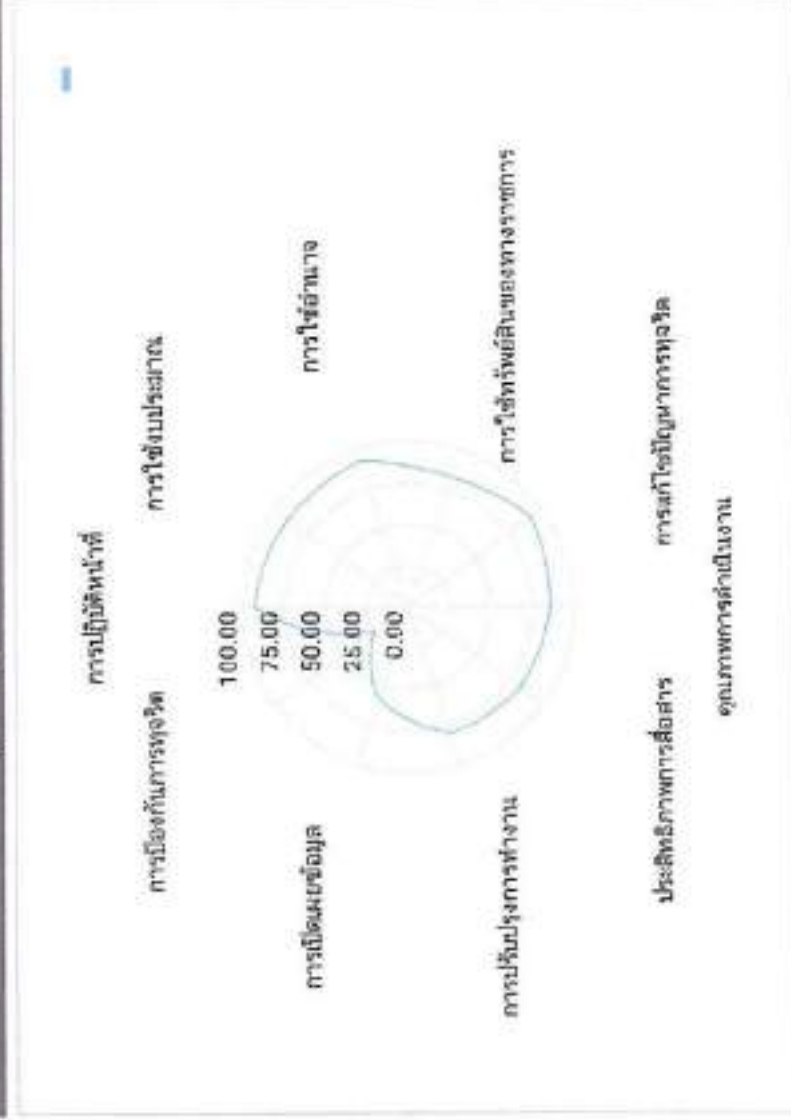 การปฏิบัติหน้าที่
การป้องกันการทุจริต
การใช้งบประมาณ
100.00
75.00
50.00
25.00
0.00
การเปิดเผยข้อมูล
การใช้อำนาจ
การปรับปรุงการทำงาน
การใช้ทรัพย์สินของทางราชการ
ประสิทธิภาพการสื่อสาร
การแก้ไขปัญหาการทุจริต
คุณภาพการดำเนินงาน